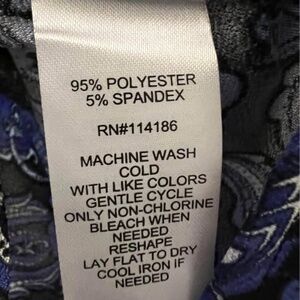 95% POLYESTER
5% SPANDEX
RN#114186
MACHINE WASH
COLD
WITH LIKE COLORS
GENTLE CYCLE
ONLY NON-CHLORINE
BLEACH WHEN
NEEDED
RESHAPE
LAY FLAT TO DRY
COOL IRON IF
NEEDED